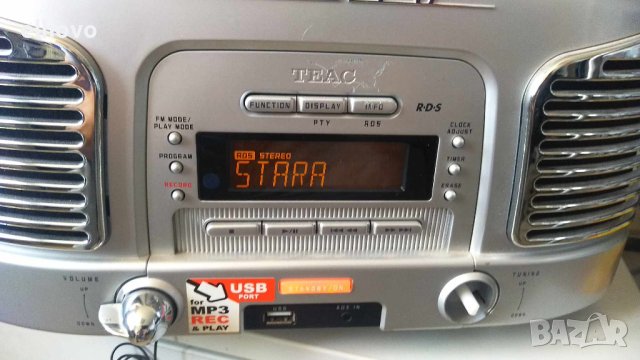 TEAC
FUNCTION DISPLAY INFO
R·D·S
PTY RDS
FM MODE/
PLAY MODE
PROGRAM
RECORD
CLOCK
ADJUST
TIMER
ERASE
RDS STEREO
STARA
VOLUME
UP
DOWN
USB
PORT
for
MP3
REC
& PLAY
STANDBY/ON
USB
AUX IN
TUNING
UP
DOWN
BAZAR